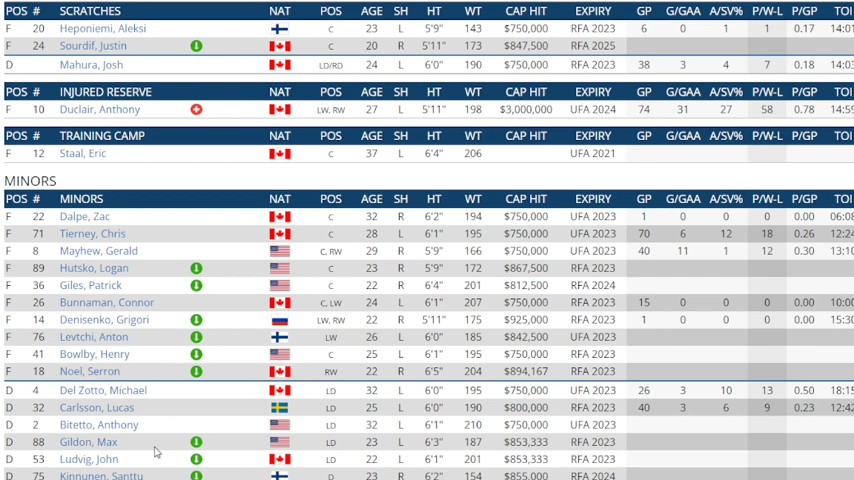 POS # SCRATCHES NAT POS AGE SH HT WT CAP HIT EXPIRY GP G/GAA A/SV% P/W-L P/GP TOI
F 20 Heponiemi, Aleksi C 23 L 5'9" 143 $750,000 RFA 2023 6 0 1 1 0.17 14:01
F 24 Sourdif, Justin C 20 R 5'11" 173 $847,500 RFA 2025
D Mahura, Josh LD/RD 24 L 6'0" 190 $750,000 RFA 2023 38 3 4 7 0.18 14:03
POS # INJURED RESERVE NAT POS AGE SH HT WT CAP HIT EXPIRY GP G/GAA A/SV% P/W-L P/GP TOI
F 10 Duclair, Anthony LW, RW 27 L 5'11" 198 $3,000,000 UFA 2024 74 31 27 58 0.78 14:59
POS # TRAINING CAMP NAT POS AGE SH HT WT CAP HIT EXPIRY GP G/GAA A/SV% P/W-L P/GP TOI
F 12 Staal, Eric C 37 L 6'4" 206 UFA 2021
MINORS
POS # MINORS NAT POS AGE SH HT WT CAP HIT EXPIRY GP G/GAA A/SV% P/W-L P/GP TOI
F 22 Dalpe, Zac C 32 R 6'2" 194 $750,000 UFA 2023 1 0 0 0 0.00 06:08
F 71 Tierney, Chris C 28 L 6'1" 195 $750,000 UFA 2023 70 6 12 18 0.26 12:24
F 8 Mayhew, Gerald C, RW 29 R 5'9" 166 $750,000 UFA 2023 40 11 1 12 0.30 13:10
F 89 Hutsko, Logan C 23 R 5'9" 172 $867,500 RFA 2023
F 36 Giles, Patrick C 22 R 6'4" 201 $812,500 RFA 2024
F 26 Bunnaman, Connor C, LW 24 L 6'1" 207 $750,000 RFA 2023 15 0 0 0 0.00 10:00
F 14 Denisenko, Grigori LW, RW 22 R 5'11" 175 $925,000 RFA 2023 1 0 0 0 0.00 15:30
F 76 Levtchi, Anton LW 26 L 6'0" 185 $842,500 RFA 2023
F 41 Bowlby, Henry C 25 L 6'1" 195 $750,000 RFA 2023
F 18 Noel, Serron RW 22 R 6'5" 204 $894,167 RFA 2023
D 4 Del Zotto, Michael LD 32 L 6'0" 195 $750,000 UFA 2023 26 3 10 13 0.50 18:15
D 32 Carlsson, Lucas LD 25 L 6'0" 190 $800,000 RFA 2023 40 3 6 9 0.23 12:42
D 2 Bitetto, Anthony LD 32 L 6'1" 210 $750,000 UFA 2023
D 88 Gildon, Max LD 23 L 6'3" 187 $853,333 RFA 2023
D 53 Ludvig, John LD 22 L 6'1" 201 $853,333 RFA 2023
D 75 Kinnunen, Santtu D 23 R 6'2" 154 $855,000 RFA 2024